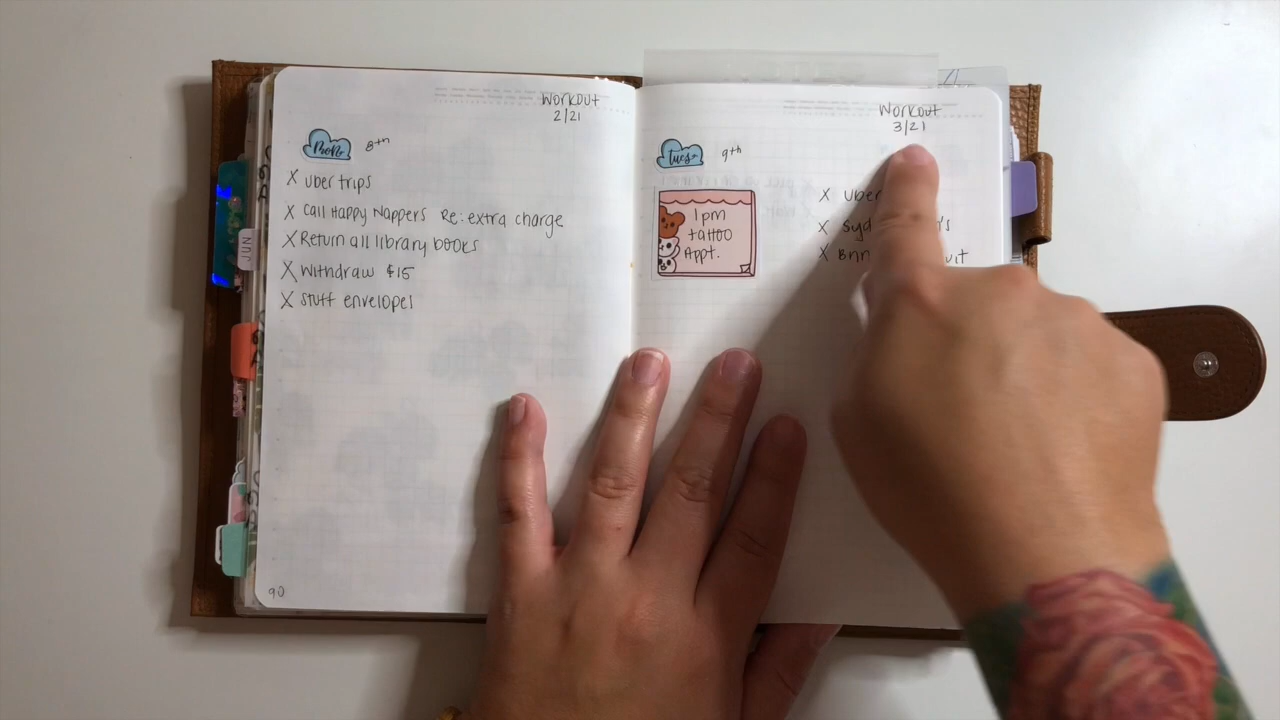 Workout
2/21
Mon. 8th
X Uber trips
X Call Happy Nappers Re: extra charge
X Return all library books
X Withdraw $15
X Stuff envelopes
90
Workout
3/21
Tues. 9th
1pm
tattoo
Appt.
X Uber
X
X
JUN